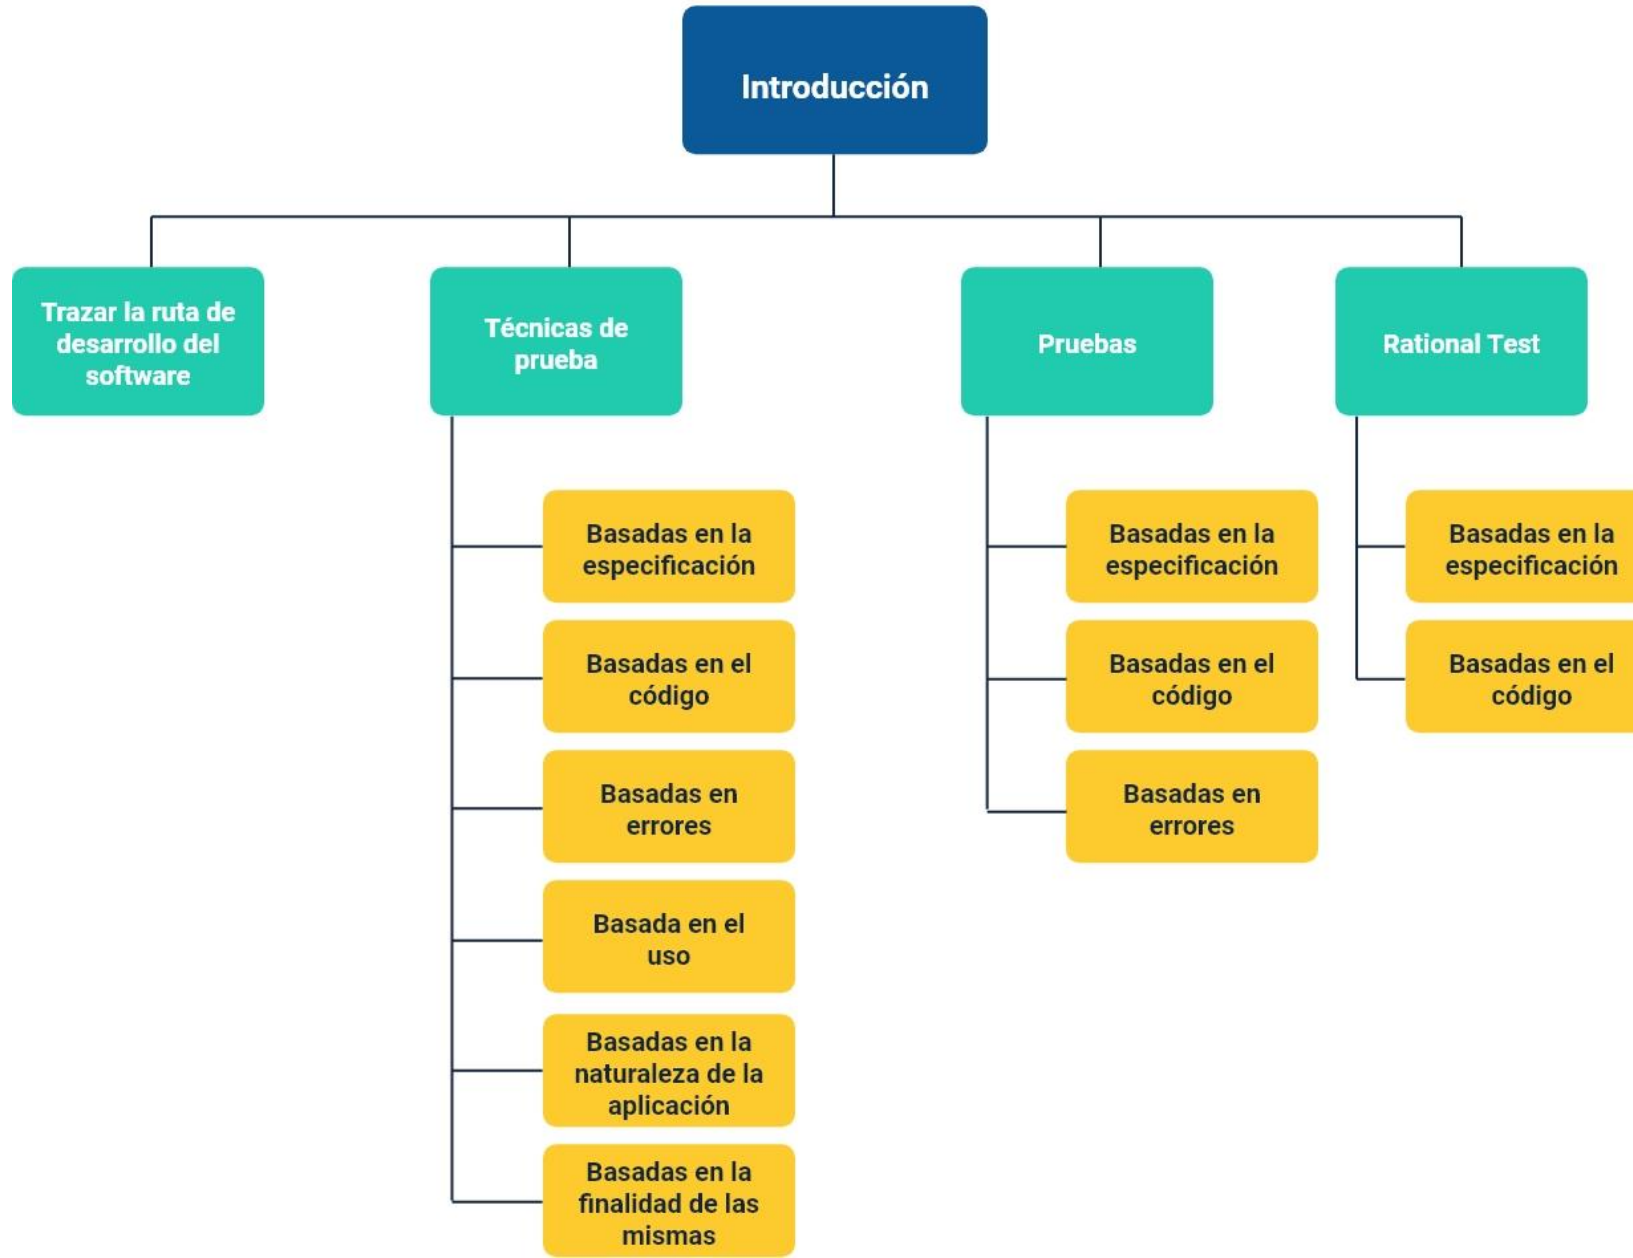 Introducción
Trazar la ruta de
desarrollo del
software
Técnicas de
prueba
Pruebas
Rational Test
Basadas en la
especificación
Basadas en el
código
Basadas en
errores
Basada en el
uso
Basadas en la
naturaleza de la
aplicación
Basadas en la
finalidad de las
mismas
Basadas en la
especificación
Basadas en el
código
Basadas en
errores
Basadas en la
especificación
Basadas en el
código